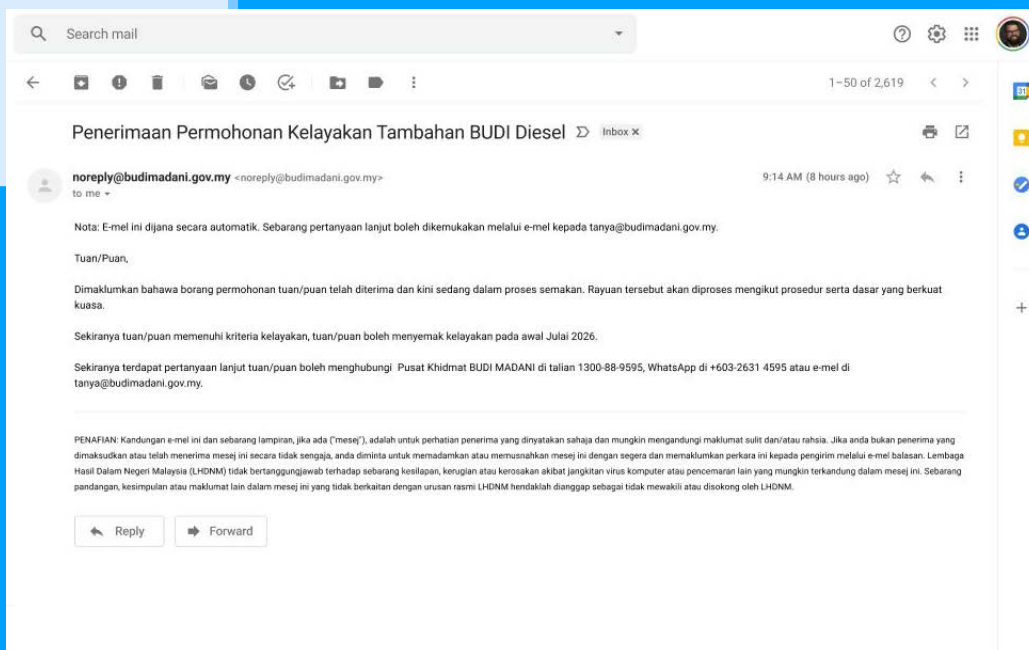 Search mail
1–50 of 2,619
Penerimaan Permohonan Kelayakan Tambahan BUDI Diesel Inbox ×
noreply@budimadani.gov.my <noreply@budimadani.gov.my>
9:14 AM (8 hours ago)
to me
Nota: E-mel ini dijana secara automatik. Sebarang pertanyaan lanjut boleh dikemukakan melalui e-mel kepada tanya@budimadani.gov.my.
Tuan/Puan,
Dimaklumkan bahawa borang permohonan tuan/puan telah diterima dan kini sedang dalam proses semakan. Rayuan tersebut akan diproses mengikut prosedur serta dasar yang berkuat
kuasa.
Sekiranya tuan/puan memenuhi kriteria kelayakan, tuan/puan boleh menyemak kelayakan pada awal Julai 2026.
Sekiranya terdapat pertanyaan lanjut tuan/puan boleh menghubungi Pusat Khidmat BUDI MADANI di talian 1300-88-9595, WhatsApp di +603-2631 4595 atau e-mel di
tanya@budimadani.gov.my.
PENAFIAN: Kandungan e-mel ini dan sebarang lampiran, jika ada ("mesej"), adalah untuk perhatian penerima yang dinyatakan sahaja dan mungkin mengandungi maklumat sulit dan/atau rahsia. Jika anda bukan penerima yang
dimaksudkan atau telah menerima mesej ini secara tidak sengaja, anda diminta untuk memadamkan atau memusnahkan mesej ini dengan segera dan memaklumkan perkara ini kepada pengirim melalui e-mel balasan. Lembaga
Hasil Dalam Negeri Malaysia (LHDNM) tidak bertanggungjawab terhadap sebarang kesilapan, kerugian atau kerosakan akibat jangkitan virus komputer atau pencemaran lain yang mungkin terkandung dalam mesej ini. Sebarang
pandangan, kesimpulan atau maklumat lain dalam mesej ini yang tidak berkaitan dengan urusan rasmi LHDNM hendaklah dianggap sebagai tidak mewakili atau disokong oleh LHDNM.
Reply
Forward
31